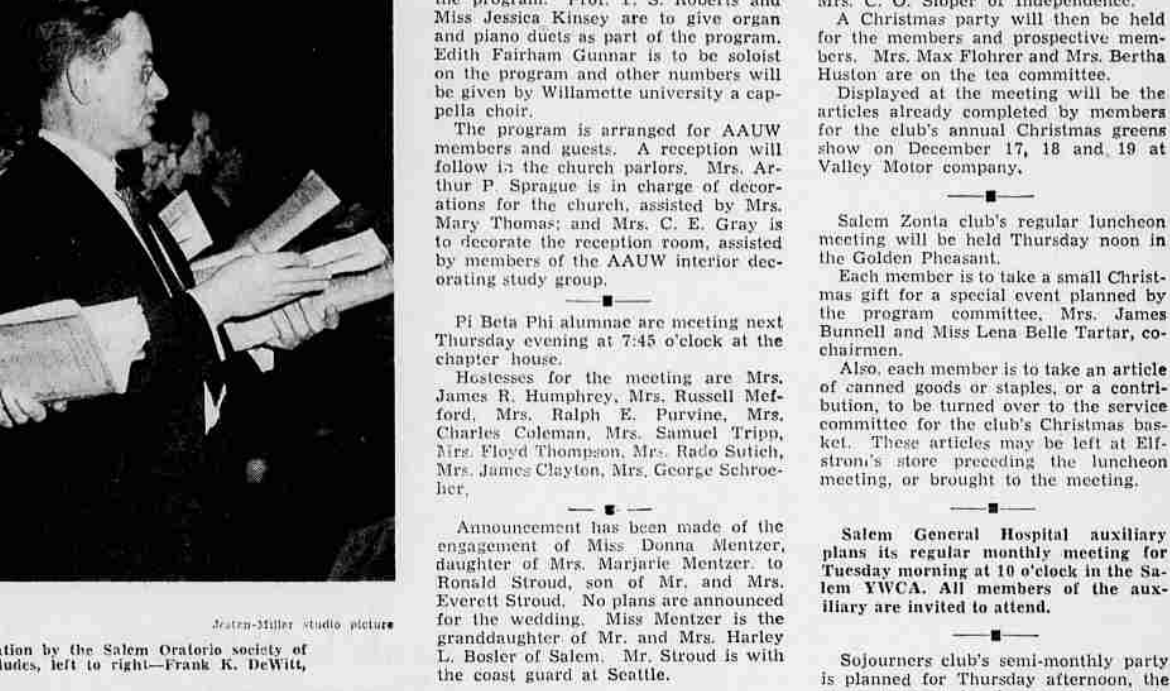 Jesten-Miller studio picture
tion by the Salem Oratorio society of
ludes, left to right—Frank K. DeWitt,
the program. Prof. T. S. Roberts and
Miss Jessica Kinsey are to give organ
and piano duets as part of the program.
Edith Fairham Gunnar is to be soloist
on the program and other numbers will
be given by Willamette university a cap-
pella choir.
The program is arranged for AAUW
members and guests. A reception will
follow in the church parlors. Mrs. Ar-
thur P. Sprague is in charge of decor-
ations for the church, assisted by Mrs.
Mary Thomas; and Mrs. C. E. Gray is
to decorate the reception room, assisted
by members of the AAUW interior dec-
orating study group.
Pi Beta Phi alumnae are meeting next
Thursday evening at 7:45 o'clock at the
chapter house.
Hostesses for the meeting are Mrs.
James R. Humphrey, Mrs. Russell Mef-
ford, Mrs. Ralph E. Purvine, Mrs.
Charles Coleman, Mrs. Samuel Tripp,
Mrs. Floyd Thompson, Mrs. Rado Sutich,
Mrs. James Clayton, Mrs. George Schroe-
her.
Announcement has been made of the
engagement of Miss Donna Mentzer,
daughter of Mrs. Marjarie Mentzer, to
Ronald Stroud, son of Mr. and Mrs.
Everett Stroud. No plans are announced
for the wedding. Miss Mentzer is the
granddaughter of Mr. and Mrs. Harley
L. Bosler of Salem. Mr. Stroud is with
the coast guard at Seattle.
Mrs. C. O. Sloper of Independence.
A Christmas party will then be held
for the members and prospective mem-
bers. Mrs. Max Flohrer and Mrs. Bertha
Huston are on the tea committee.
Displayed at the meeting will be the
articles already completed by members
for the club's annual Christmas greens
show on December 17, 18 and 19 at
Valley Motor company.
Salem Zonta club's regular luncheon
meeting will be held Thursday noon in
the Golden Pheasant.
Each member is to take a small Christ-
mas gift for a special event planned by
the program committee, Mrs. James
Bunnell and Miss Lena Belle Tartar, co-
chairmen.
Also, each member is to take an article
of canned goods or staples, or a contri-
bution, to be turned over to the service
committee for the club's Christmas bas-
ket. These articles may be left at Elf-
strom's store preceding the luncheon
meeting, or brought to the meeting.
Salem General Hospital auxiliary
plans its regular monthly meeting for
Tuesday morning at 10 o'clock in the Sa-
lem YWCA. All members of the aux-
iliary are invited to attend.
Sojourners club's semi-monthly party
is planned for Thursday afternoon, the